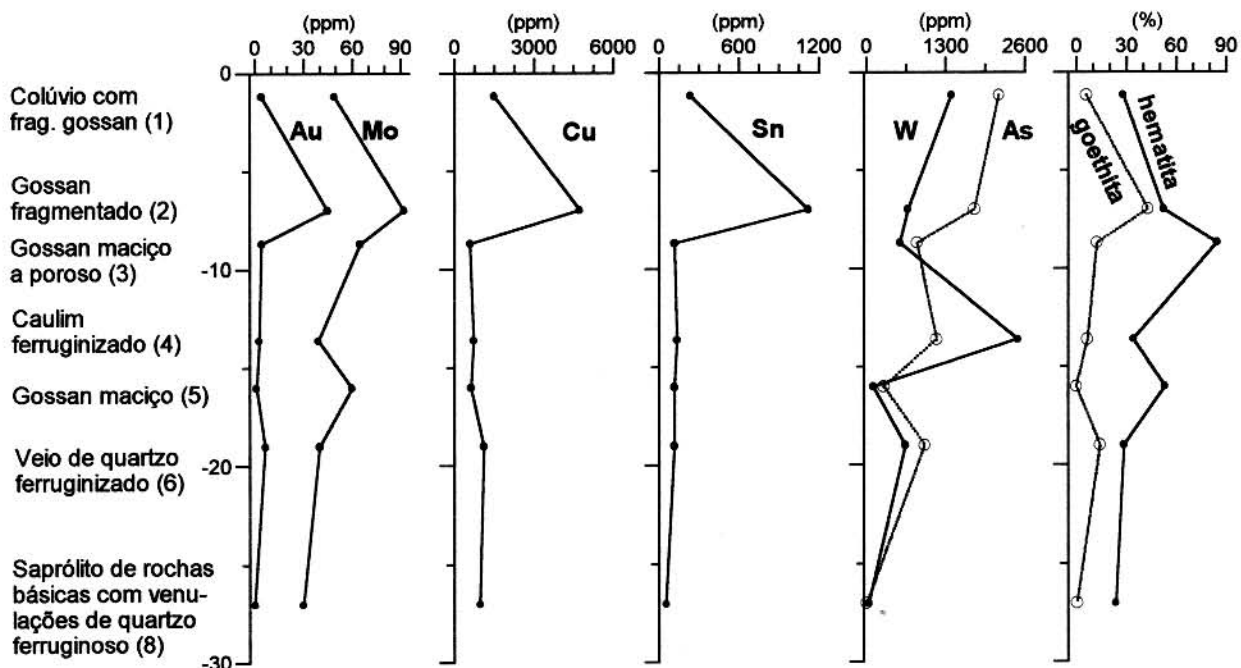 (ppm) (ppm) (ppm) (ppm) (%)
0 40 90 0 3000 6000 0 600 1200 0 1300 2600 0 30 60 90
0
Colúvio com
frag. gossan (1)
Au Mo Cu Sn W As goethita hematita
Gossan
fragmentado (2)
Gossan maciço
a poroso (3)
-10
Caulim
ferruginizado (4)
Gossan maciço (5)
Veio de quartzo
ferruginizado (6)
-20
Saprólito de rochas
básicas com venu-
lações de quartzo
ferruginoso (8)
-30